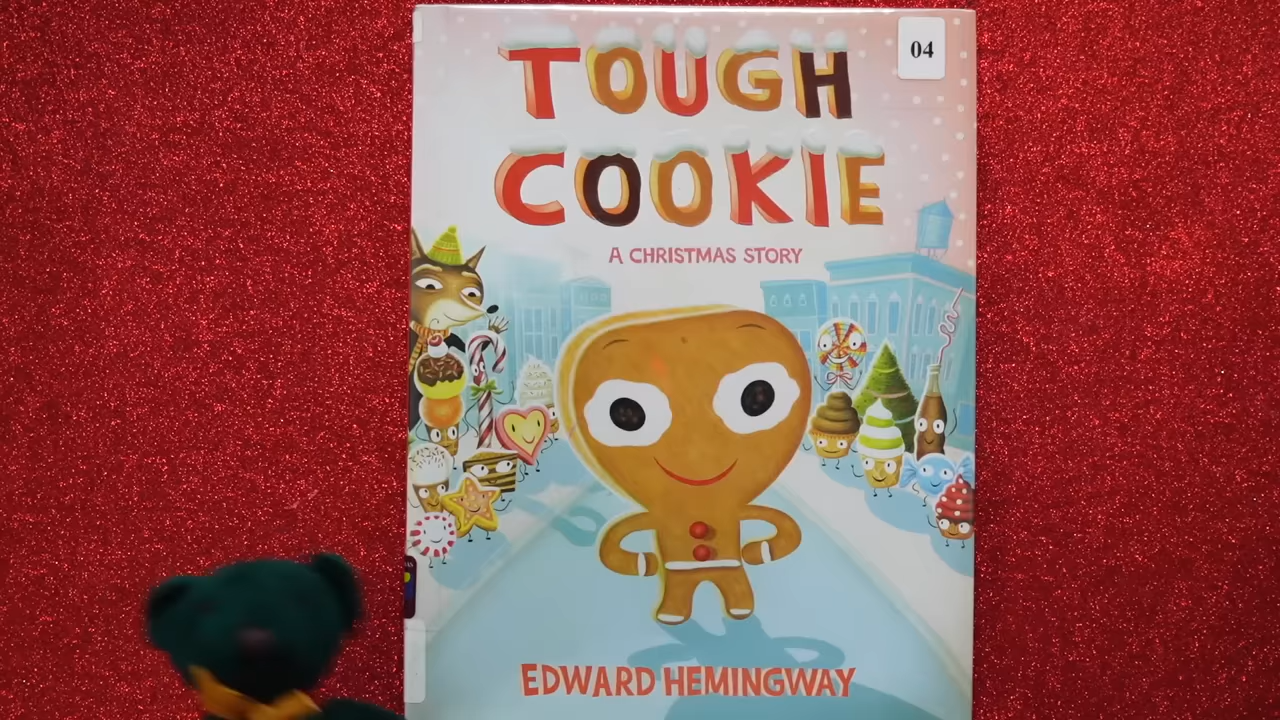 04
TOUGH
COOKIE
A CHRISTMAS STORY
EDWARD HEMINGWAY